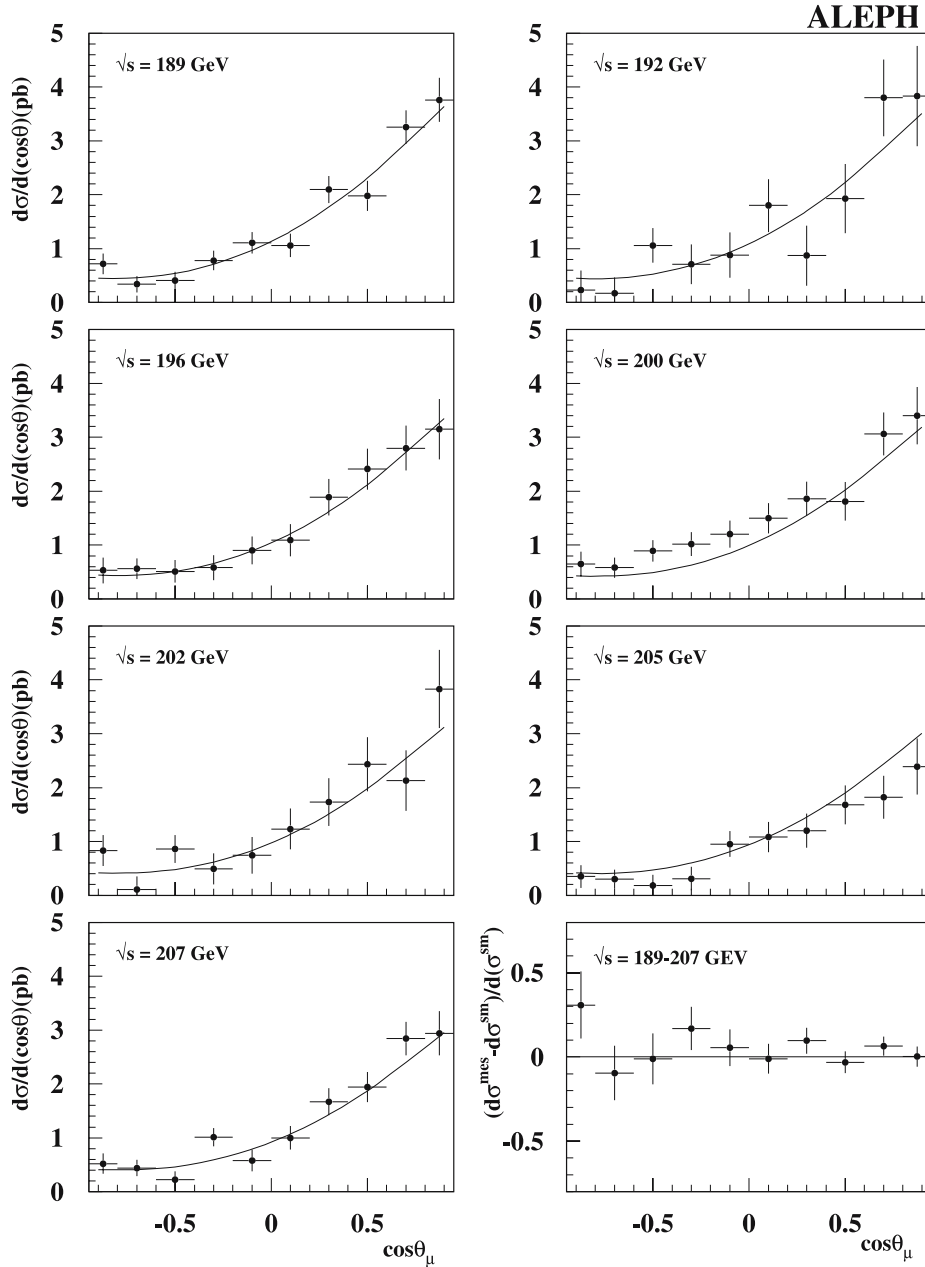 ALEPH
dσ/d(cosθ)(pb)
5
4
3
2
1
0
√s = 189 GeV
5
4
3
2
1
0
√s = 192 GeV
dσ/d(cosθ)(pb)
5
4
3
2
1
0
√s = 196 GeV
5
4
3
2
1
0
√s = 200 GeV
dσ/d(cosθ)(pb)
5
4
3
2
1
0
√s = 202 GeV
5
4
3
2
1
0
√s = 205 GeV
dσ/d(cosθ)(pb)
5
4
3
2
1
0
√s = 207 GeV
-0.5 0 0.5
cosθμ
(dσ^mes-dσ^sm)/d(σ^sm)
0.5
0
-0.5
√s = 189-207 GEV
-0.5 0 0.5
cosθμ